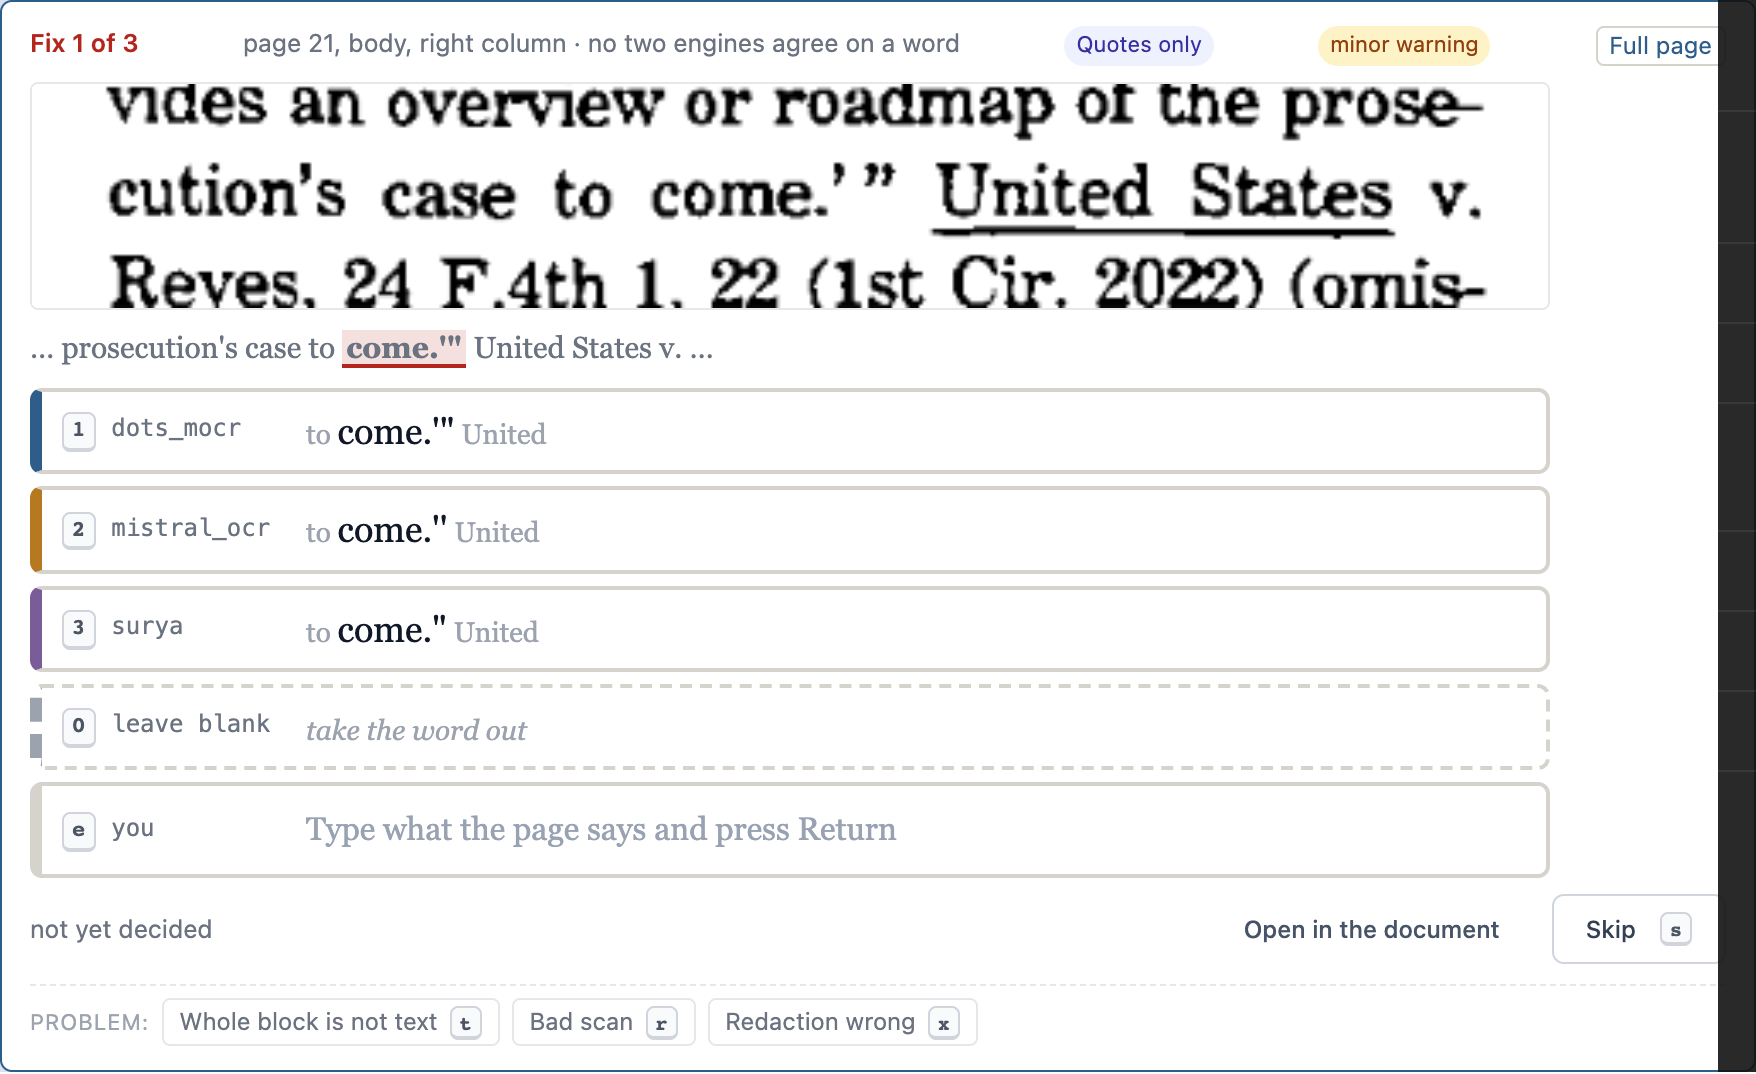 Fix 1 of 3 page 21, body, right column · no two engines agree on a word Quotes only minor warning Full page
vides an overview or roadmap of the prose-
cution's case to come.’” United States v.
Reyes, 24 F.4th 1, 22 (1st Cir. 2022) (omis-
... prosecution's case to come.'" United States v. ...
1 dots_mocr to come.'" United
2 mistral_ocr to come.'' United
3 surya to come." United
0 leave blank take the word out
e you Type what the page says and press Return
not yet decided Open in the document Skip s
PROBLEM: Whole block is not text t Bad scan r Redaction wrong x